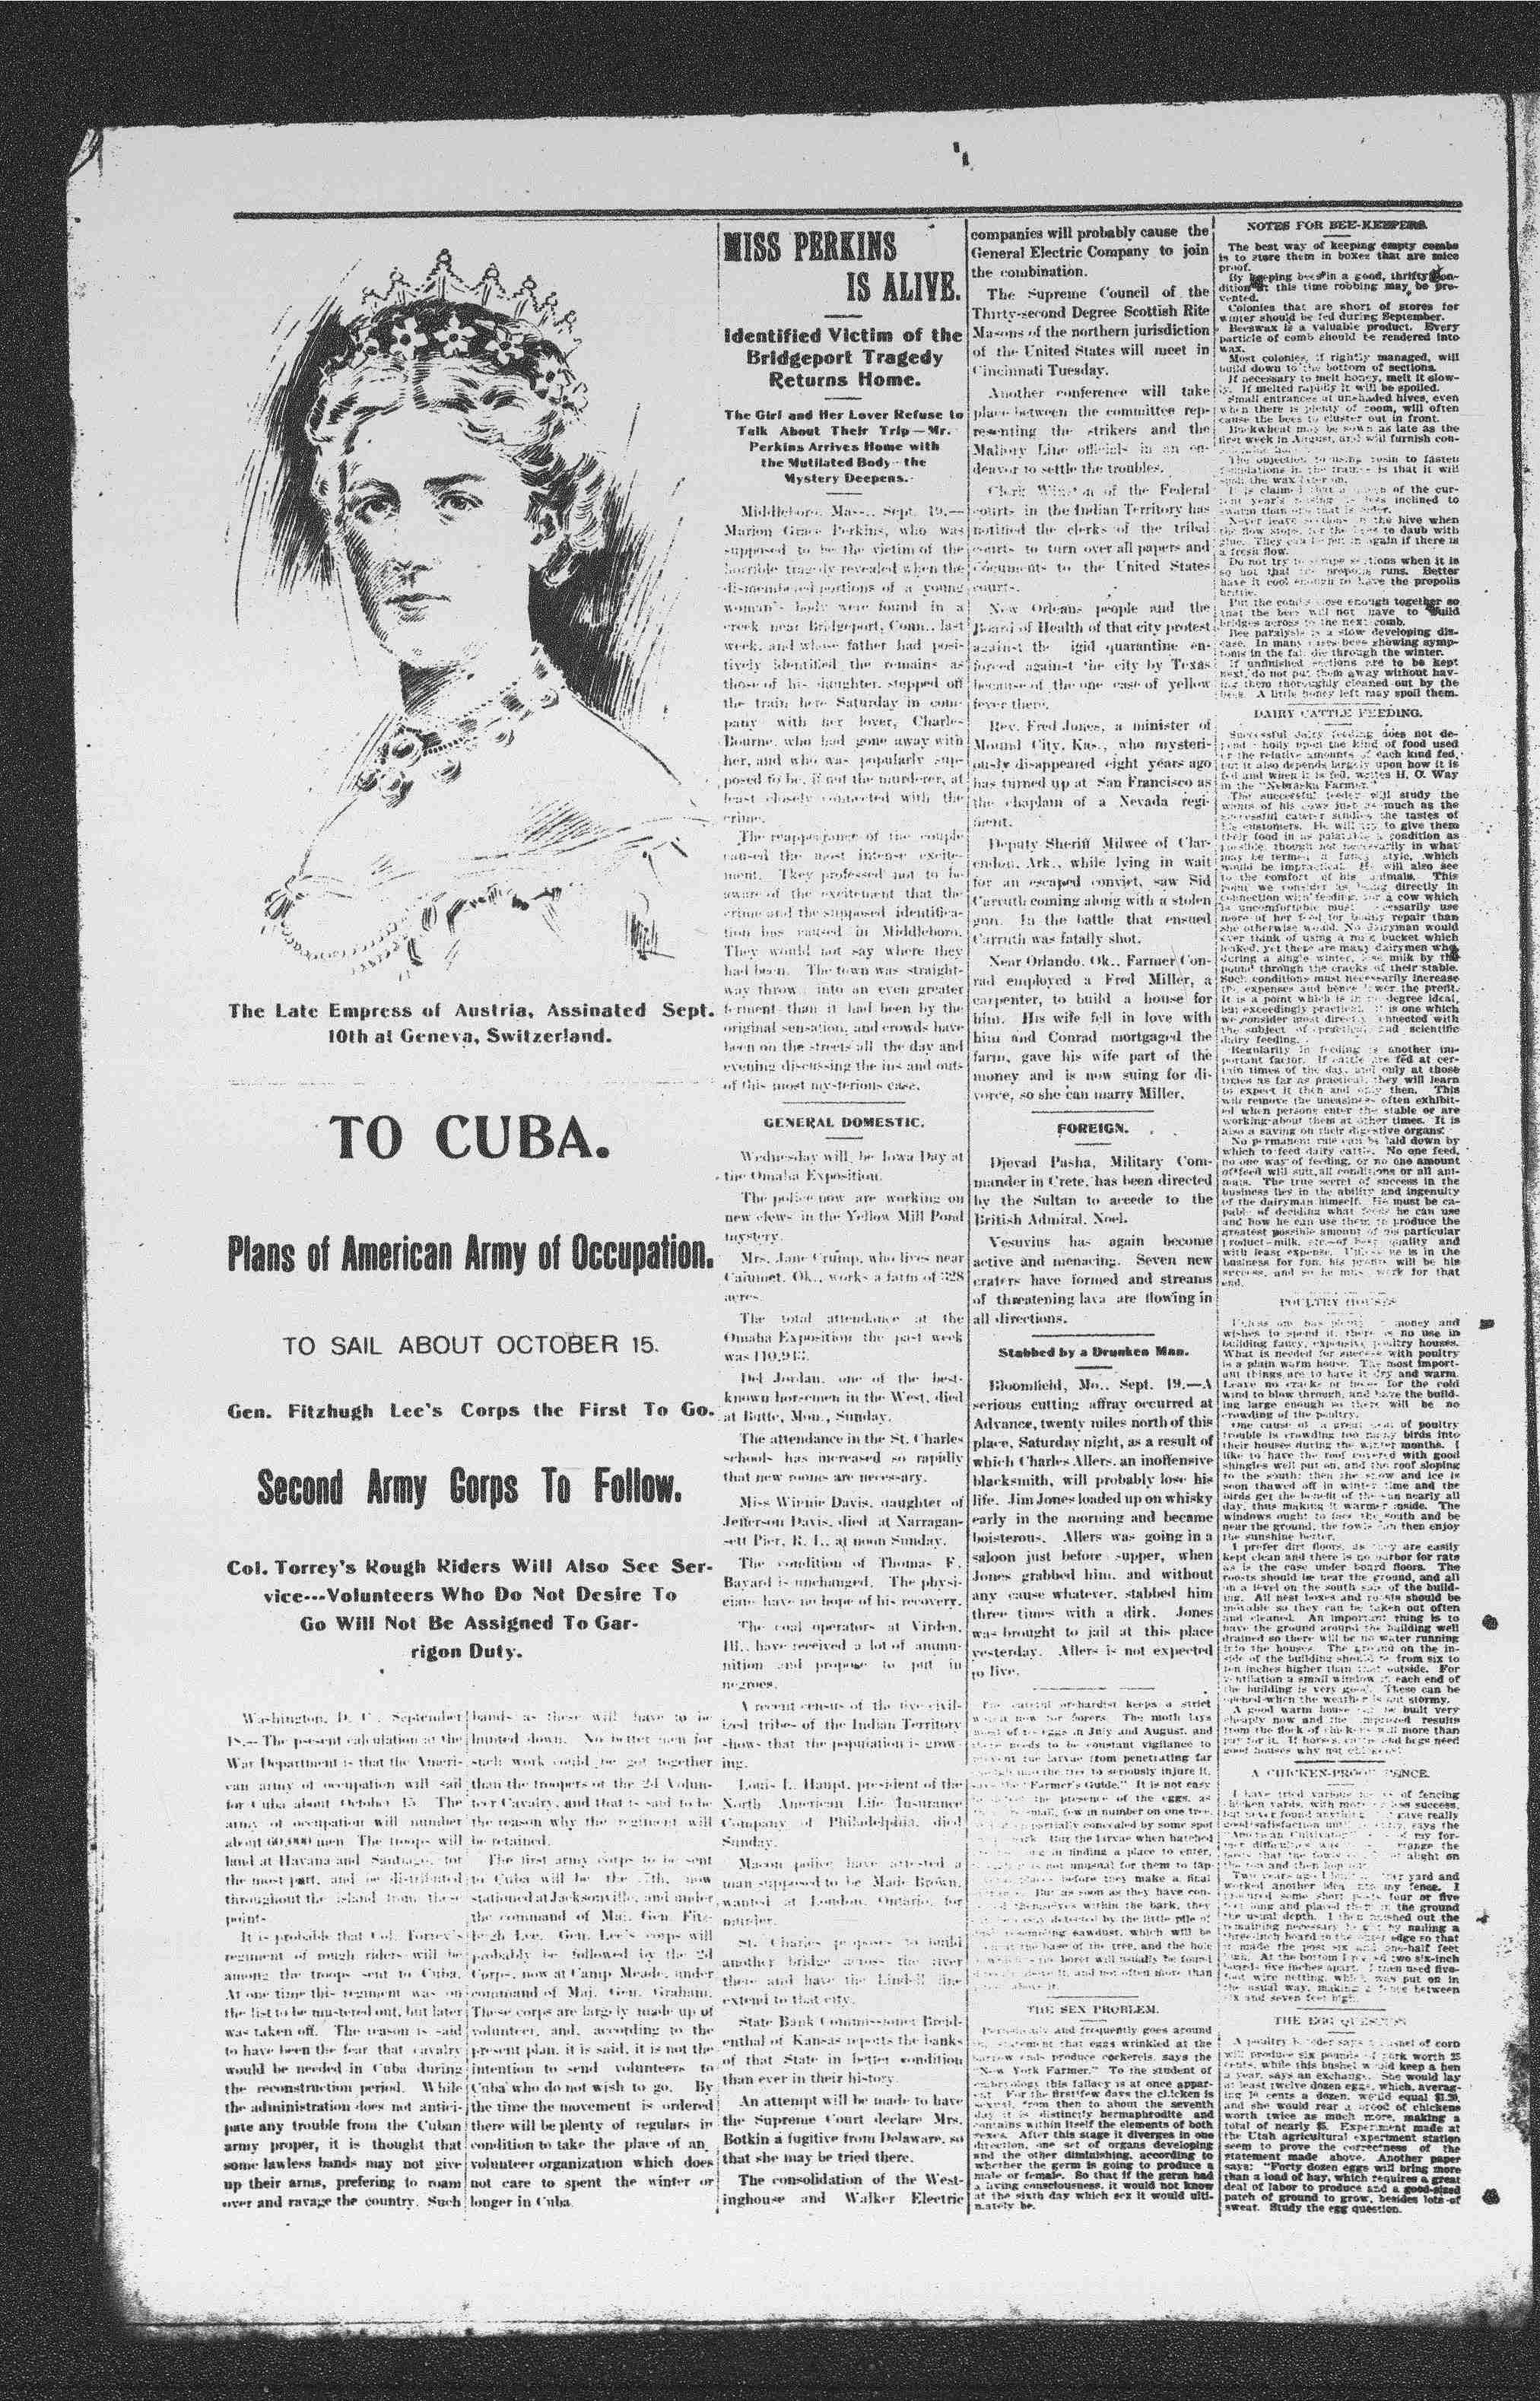 The Late Empress of Austria, Assinated Sept.
10th at Geneva, Switzerland.
TO CUBA.
Plans of American Army of Occupation.
TO SAIL ABOUT OCTOBER 15.
Gen. Fitzhugh Lee's Corps the First To Go.
Second Army Corps To Follow.
Col. Torrey's Rough Riders Will Also See Ser-
vice---Volunteers Who Do Not Desire To
Go Will Not Be Assigned To Gar-
rigon Duty.
Washington, D. C., September
18.—The present calculation at the
War Department is that the Ameri-
can army of occupation will sail
for Cuba about October 15. The
army of occupation will number
about 60,000 men. The troops will
land at Havana and Santiago, for
the most part, and be distributed
throughout the island from these
points.
It is probable that Col. Torrey's
regiment of rough riders will be
among the troops sent to Cuba.
At one time this regiment was on
the list to be mustered out, but later
was taken off. The reason is said
to have been the fear that cavalry
would be needed in Cuba during
the reconstruction period. While
the administration does not antici-
pate any trouble from the Cuban
army proper, it is thought that
some lawless bands may not give
up their arms, prefering to roam
over and ravage the country. Such
bands as these will have to be
hunted down. No better men for
such work could be got together
than the troopers of the 2d Volun-
teer Cavalry, and that is said to be
the reason why the regiment will
be retained.
The first army corps to be sent
to Cuba will be the 7th, now
stationed at Jacksonville, and under
the command of Maj. Gen. Fitz-
hugh Lee. Gen. Lee's corps will
probably be followed by the 2d
Corps, now at Camp Meade, under
command of Maj. Gen. Graham.
These corps are largely made up of
volunteer, and, according to the
present plan, it is said, it is not the
intention to send volunteers to
Cuba who do not wish to go. By
the time the movement is ordered
there will be plenty of regulars in
condition to take the place of an
volunteer organization which does
not care to spent the winter or
longer in Cuba.
MISS PERKINS
IS ALIVE.
Identified Victim of the
Bridgeport Tragedy
Returns Home.
The Girl and Her Lover Refuse to
Talk About Their Trip—Mr.
Perkins Arrives Home with
the Mutilated Body—the
Mystery Deepens.
Middleboro, Mass., Sept. 19.—
Marion Grace Perkins, who was
supposed to be the victim of the
horrible tragedy revealed when the
dismembered portions of a young
woman's body were found in a
creek near Bridgeport, Conn., last
week, and whose father had posi-
tively identified the remains as
those of his daughter, stepped off
the train here Saturday in com-
pany with her lover, Charles
Bourne, who had gone away with
her, and who was popularly sup-
posed to be, if not the murderer, at
least closely connected with the
crime.
The reappearance of the couple
caused the most intense excite-
ment. They professed not to be
aware of the excitement that the
crime and the supposed identifica-
tion has caused in Middleboro.
They would not say where they
had been. The town was straight-
way thrown into an even greater
ferment than it had been by the
original sensation, and crowds have
been on the streets all the day and
evening discussing the ins and outs
of this most mysterious case.
GENERAL DOMESTIC.
Wednesday will be Iowa Day at
the Omaha Exposition.
The police now are working on
new clews in the Yellow Mill Pond
mystery.
Mrs. Jane Crump, who lives near
Calumet, Ok., works a farm of 328
acres.
The total attendance at the
Omaha Exposition the past week
was
Del Jordan, one of the best-
known horsemen in the West, died
at Butte, Mon., Sunday.
The attendance in the St. Charles
schools has increased so rapidly
that new rooms are necessary.
Miss Winnie Davis, daughter of
Jefferson Davis, died at Narragan-
sett Pier, R. I., at noon Sunday.
The condition of Thomas F.
Bayard is unchanged. The physi-
cians have no hope of his recovery.
The coal operators at Virden,
Ill., have received a lot of ammu-
nition and propose to put in
negroes.
A recent census of the five civil-
ized tribes of the Indian Territory
shows that the population is grow-
ing.
Louis L. Haupt, president of the
North American Life Insurance
Company of Philadelphia, died
Sunday.
Macon police have arrested a
man supposed to be Made Brown,
wanted at London, Ontario, for
murder.
St. Charles proposes to build
another bridge across the river
there and have the Lindell line
extend to that city.
State Bank Commissioner Breid-
enthal of Kansas reports the banks
of that State in better condition
than ever in their history.
An attempt will be made to have
the Supreme Court declare Mrs.
Botkin a fugitive from Delaware, so
that she may be tried there.
The consolidation of the West-
inghouse and Walker Electric
companies will probably cause the
General Electric Company to join
the combination.
The Supreme Council of the
Thirty-second Degree Scottish Rite
Masons of the northern jurisdiction
of the United States will meet in
Cincinnati Tuesday.
Another conference will take
place between the committee rep-
resenting the strikers and the
Mallory Line officials in an en-
deavor to settle the troubles.
Clerk Winston of the Federal
courts in the Indian Territory has
notified the clerks of the tribal
courts to turn over all papers and
documents to the United States
courts.
New Orleans people and the
Board of Health of that city protest
against the igid quarantine en-
forced against the city by Texas
because of the one case of yellow
fever there.
Rev. Fred Jones, a minister of
Mound City, Kas., who mysteri-
ously disappeared eight years ago
has turned up at San Francisco as
the chaplain of a Nevada regi-
ment.
Deputy Sheriff Milwee of Clar-
endon, Ark., while lying in wait
for an escaped convict, saw Sid
Carruth coming along with a stolen
gun. In the battle that ensued
Carruth was fatally shot.
Near Orlando, Ok., Farmer Con-
rad employed a Fred Miller, a
carpenter, to build a house for
him. His wife fell in love with
him and Conrad mortgaged the
farm, gave his wife part of the
money and is now suing for di-
vorce, so she can marry Miller.
FOREIGN.
Djevad Pasha, Military Com-
mander in Crete, has been directed
by the Sultan to accede to the
British Admiral, Noel.
Vesuvius has again become
active and menacing. Seven new
craters have formed and streams
of threatening lava are flowing in
all directions.
Stabbed by a Drunken Man.
Bloomfield, Mo., Sept. 19.—A
serious cutting affray occurred at
Advance, twenty miles north of this
place, Saturday night, as a result of
which Charles Allers, an inoffensive
blacksmith, will probably lose his
life. Jim Jones loaded up on whisky
early in the morning and became
boisterous. Allers was going in a
saloon just before supper, when
Jones grabbed him, and without
any cause whatever, stabbed him
three times with a dirk. Jones
was brought to jail at this place
yesterday. Allers is not expected
to live.
The careful orchardist keeps a strict
watch now for borers. The moth lays
most of its eggs in July and August, and
there needs to be constant vigilance to
prevent the larvae from penetrating far
into the tree to seriously injure it,
says the "Farmer's Guide." It is not easy
the presence of the eggs, as
small, few in number on one tree,
partially concealed by some spot
bark. But the larvae when hatched
in finding a place to enter,
is not unusual for them to tap
places before they make a final
But as soon as they have con-
themselves within the bark, they
detected by the little pile of
resembling sawdust, which will be
at the base of the tree, and the hole
borer will usually be found
above it, and not often more than
above it.
THE SEX PROBLEM.
Periodically and frequently goes around
statement that eggs wrinkled at the
narrow ends produce cockerels, says the
"New York Farmer." To the student of
embryology this fallacy is at once appar-
ent. For the first few days the chicken is
sexual, from then to about the seventh
day it is distinctly hermaphrodite and
contains within itself the elements of both
sexes. After this stage it diverges in one
direction, one set of organs developing
and the other diminishing, according to
whether the germ is going to produce a
male or female. So that if the germ had
a living consciousness, it would not know
at the sixth day which sex it would ulti-
mately be.
NOTES FOR BEE-KEEPERS.
The best way of keeping empty combs
is to store them in boxes that are mice
proof.
By keeping bees in a good, thrifty con-
dition at this time robbing may be pre-
vented.
Colonies that are short of stores for
winter should be fed during September.
Beeswax is a valuable product. Every
particle of comb should be rendered into
wax.
Most colonies, if rightly managed, will
build down to the bottom of sections.
If necessary to melt honey, melt it slow-
ly. If melted rapidly it will be spoiled.
Small entrances at unshaded hives, even
when there is plenty of room, will often
cause the bees to cluster out in front.
Buckwheat may be sown as late as the
first week in August, and will furnish con-
The objection to using rosin to fasten
foundations in the frames is that it will
spoil the wax later on.
It is claimed that a queen of the cur-
rent year's rearing is less inclined to
swarm than one that is older.
Never leave sections in the hive when
the flow stops, for the bees to daub with
glue. They can be put in again if there is
a fresh flow.
Do not try to scrape sections when it is
so hot that the propolis runs. Better
have it cool enough to have the propolis
brittle.
Put the combs close enough together so
that the bees will not have to build
bridges across to the next comb.
Bee paralysis is a slow developing dis-
ease. In many cases bees showing symp-
toms in the fall die through the winter.
If unfinished sections are to be kept
next, do not put them away without hav-
ing them thoroughly cleaned out by the
bees. A little honey left may spoil them.
DAIRY CATTLE FEEDING.
Successful dairy feeding does not de-
pend wholly upon the kind of food used
or the relative amounts of each kind fed,
but it also depends largely upon how it is
fed and when it is fed, writes H. O. Way
in the "Nebraska Farmer."
The successful feeder will study the
wants of his cows just as much as the
successful caterer studies the tastes of
his customers. He will try to give them
their food in as palatable a condition as
possible, though not necessarily in what
may be termed a fancy style, which
would be impractical. He will also see
to the comfort of his animals. This
point we consider as being directly in
connection with feeding, for a cow which
is uncomfortable must necessarily use
more of her food for bodily repair than
she otherwise would. No dairyman would
ever think of using a milk bucket which
leaked, yet there are many dairymen who,
during a single winter, lose milk by the
pound through the cracks of their stable.
Such conditions must necessarily increase
the expenses and hence lower the profit.
It is a point which is in no degree ideal,
but exceedingly practical. It is one which
we consider most directly connected with
the subject of practical and scientific
dairy feeding.
Regularity in feeding is another im-
portant factor. If cattle are fed at cer-
tain times of the day, and only at those
times as far as practical, they will learn
to expect it then and only then. This
will remove the uneasiness often exhibit-
ed when persons enter the stable or are
working about them at other times. It is
also a saving on their digestive organs.
No permanent rule can be laid down by
which to feed dairy cattle. No one feed,
no one way of feeding, or no one amount
of feed will suit all conditions or all ani-
mals. The true secret of success in the
business lies in the ability and ingenuity
of the dairyman himself. He must be ca-
pable of deciding what feeds he can use
and how he can use them to produce the
greatest possible amount of his particular
product—milk, etc.—of best quality and
with least expense. Unless he is in the
business for fun, his profits will be his
success, and so he must work for that
end.
POULTRY HOUSES
Unless one has plenty of money and
wishes to spend it, there is no use in
building fancy, expensive poultry houses.
What is needed for success with poultry
is a plain warm house. The most import-
ant things are to have it dry and warm.
Leave no cracks or holes for the cold
wind to blow through, and have the build-
ing large enough so there will be no
crowding of the poultry.
One cause of a great deal of poultry
trouble is crowding too many birds into
their houses during the winter months. I
like to have the roof covered with good
shingles well put on, and the roof sloping
to the south; then the snow and ice is
soon thawed off in winter time and the
birds get the benefit of the sun nearly all
day, thus making it warmer inside. The
windows ought to face the south and be
near the ground, the fowls can then enjoy
the sunshine better.
I prefer dirt floors, as they are easily
kept clean and there is no harbor for rats
as is the case under board floors. The
roosts should be near the ground, and all
on a level on the south side of the build-
ing. All nest boxes and roosts should be
movable so they can be taken out often
and cleaned. An important thing is to
have the ground around the building well
drained so there will be no water running
into the houses. The ground on the in-
side of the building should be from six to
ten inches higher than that outside. For
ventilation a small window at each end of
the building is very good. These can be
opened when the weather is not stormy.
A good warm house can be built very
cheaply now and the improved results
from the flock of chickens will more than
pay for it. If horses, cattle and hogs need
good houses why not chickens?
A CHICKEN-PROOF FENCE.
I have tried various of fencing
chicken yards, with more or less success,
but never found anything gave really
good satisfaction says the
"American Cultivator." of my for-
mer difficulties was the
alight on
the top and then hop over.
Two years ago yard and
worked another idea into my fence. I
procured some short posts four or five
feet long and placed them in the ground
the usual depth. I then finished out the
remaining necessary by nailing a
three-inch board to the outer edge so that
it made the post six and one-half feet
high. At the bottom I two six-inch
boards five inches apart. I then used five-
foot wire netting, which was put on in
the usual way, making a fence between
six and seven feet high.
THE EGG QUESTION
A poultry breeder says a bushel of corn
will produce six pounds of pork worth 25
cents, while this bushel would keep a hen
a year, says an exchange. She would lay
at least twelve dozen eggs, which, averag-
ing 10 cents a dozen, would equal $1.20,
and she would rear a brood of chickens
worth twice as much more, making a
total of nearly $5. Experiment made at
the Utah agricultural experiment station
seem to prove the correctness of the
statement made above. Another paper
says: "Forty dozen eggs will bring more
than a load of hay, which requires a great
deal of labor to produce and a good-sized
patch of ground to grow, besides lots of
sweat. Study the egg question.